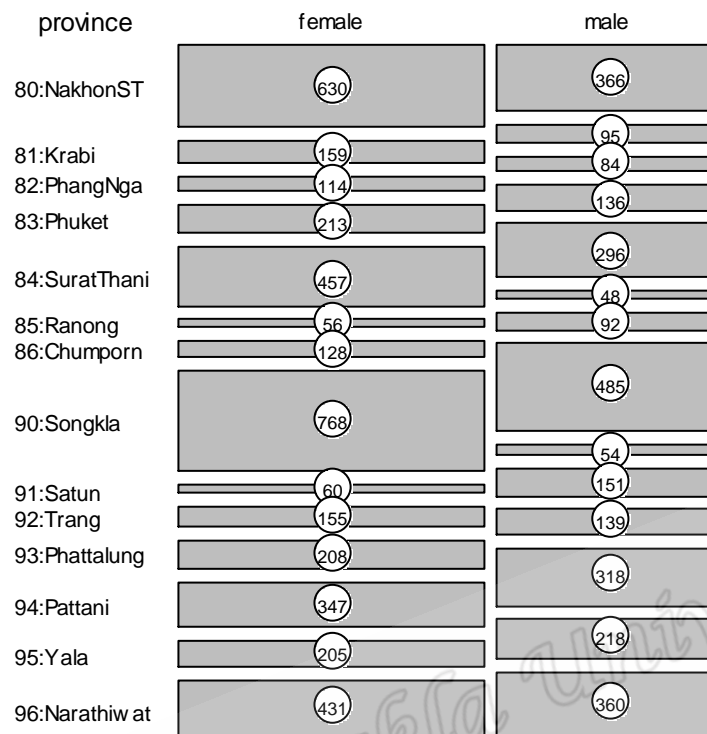 province female male
80:NakhonST 630 366
81:Krabi 159 95
82:PhangNga 114 84
83:Phuket 213 136
84:SuratThani 457 296
85:Ranong 56 48
86:Chumporn 128 92
90:Songkla 768 485
91:Satun 60 54
92:Trang 155 151
93:Phattalung 208 139
94:Pattani 347 318
95:Yala 205 218
96:Narathiw at 431 360